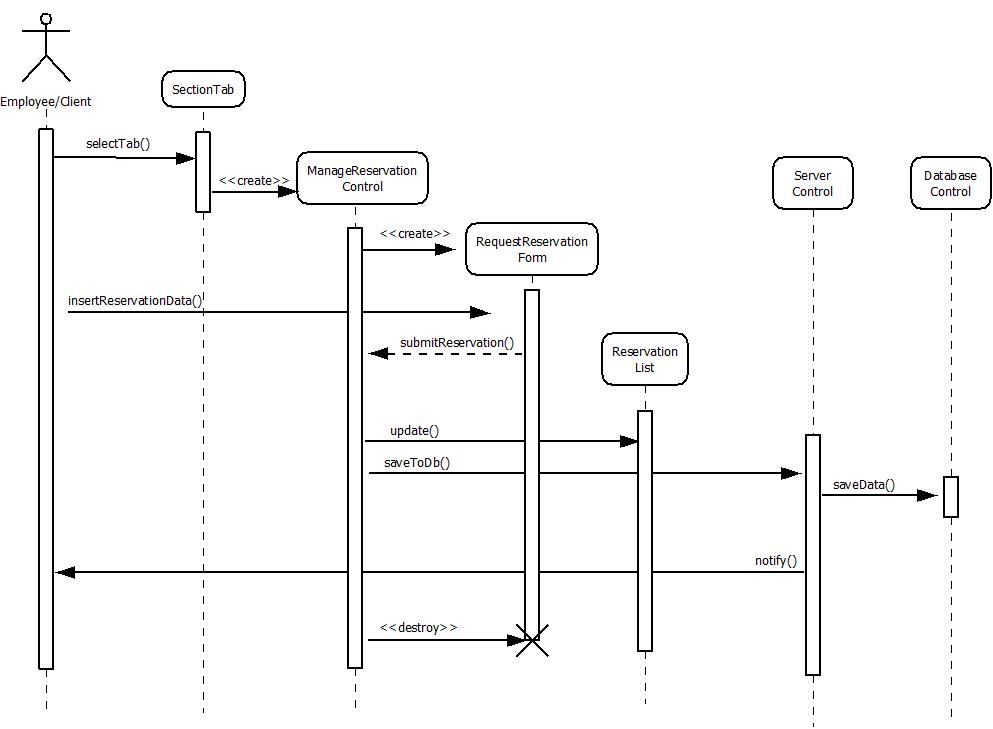 Employee/Client
SectionTab
selectTab()
<<create>>
ManageReservation
Control
Server
Control
Database
Control
<<create>>
RequestReservation
Form
insertReservationData()
submitReservation()
Reservation
List
update()
saveToDb()
saveData()
notify()
<<destroy>>